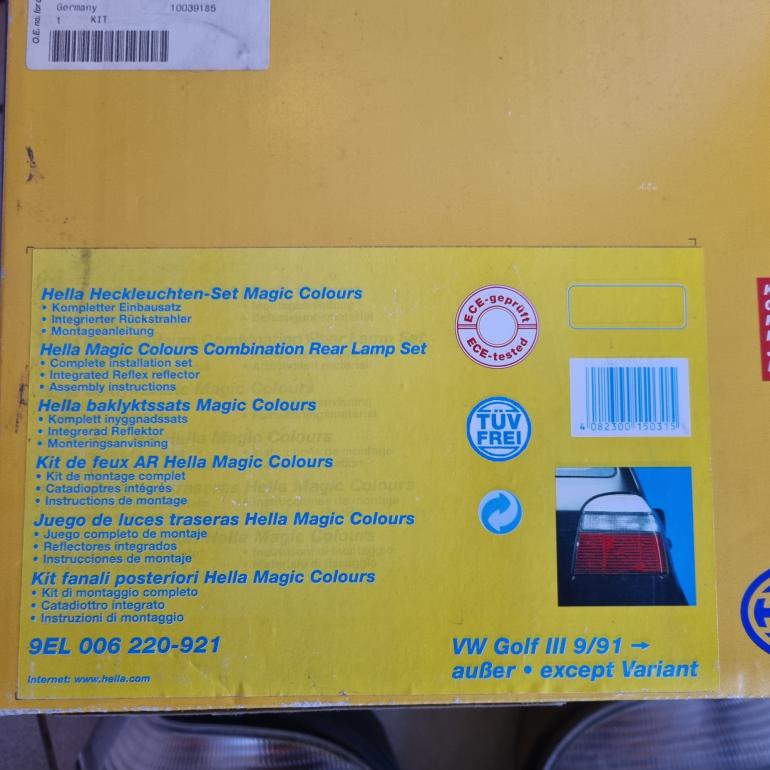 O.E. no. for
Germany 10039185
1 KIT
Hella Heckleuchten-Set Magic Colours
• Kompletter Einbausatz
• Integrierter Rückstrahler
• Montageanleitung
Hella Magic Colours Combination Rear Lamp Set
• Complete installation set
• Integrated Reflex reflector
• Assembly instructions
Hella baklyktssats Magic Colours
• Komplett inyggnadssats
• Integrerad Reflektor
• Monteringsanvisning
Kit de feux AR Hella Magic Colours
• Kit de montage complet
• Catadioptres intégrés
• Instructions de montage
Juego de luces traseras Hella Magic Colours
• Juego completo de montaje
• Reflectores integrados
• Instrucciones de montaje
Kit fanali posteriori Hella Magic Colours
• Kit di montaggio completo
• Catadiottro integrato
• Instruzioni di montaggio
9EL 006 220-921
Internet: www.hella.com
ECE-geprüft
ECE-tested
TÜV
FREI
4 082300 150315
VW Golf III 9/91 →
außer • except Variant